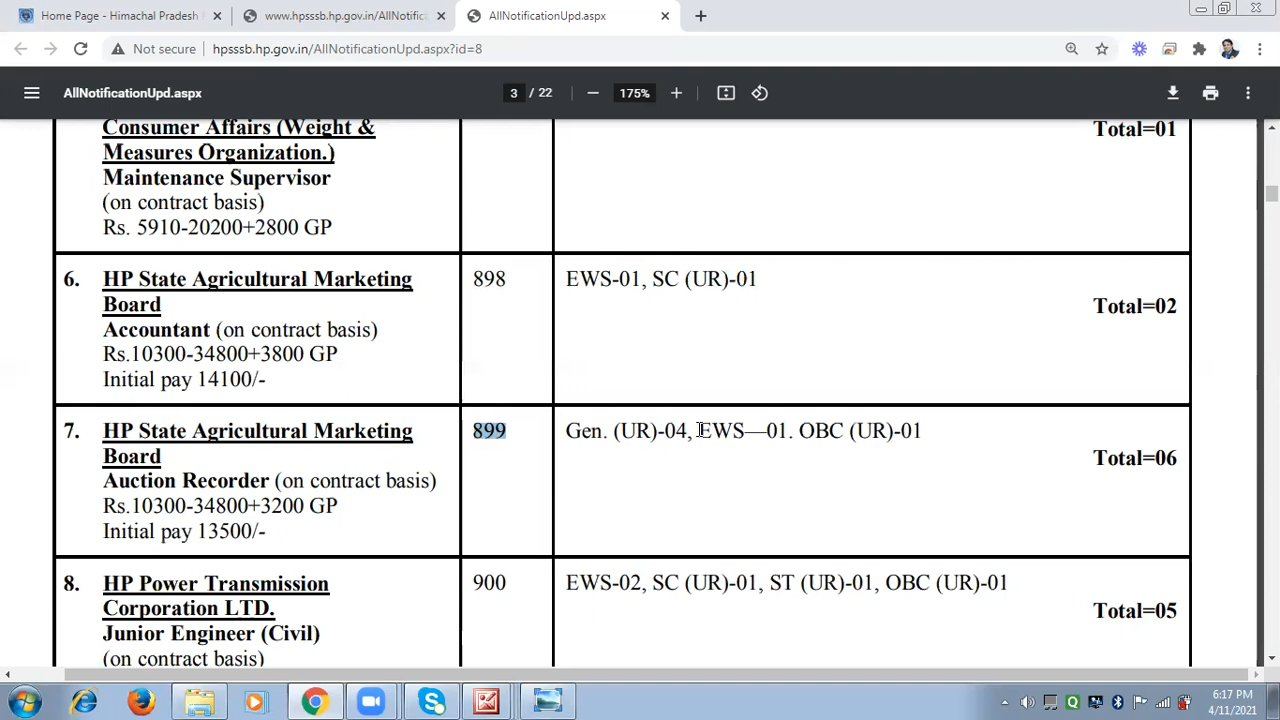 Home Page - Himachal Pradesh
www.hpsssb.hp.gov.in/AllNotific
AllNotificationUpd.aspx
Not secure
hpsssb.hp.gov.in/AllNotificationUpd.aspx?id=8
AllNotificationUpd.aspx
3 / 22
175%
Consumer Affairs (Weight &
Measures Organization.)
Maintenance Supervisor
(on contract basis)
Rs. 5910-20200+2800 GP
Total=01
6. HP State Agricultural Marketing
Board
Accountant (on contract basis)
Rs.10300-34800+3800 GP
Initial pay 14100/-
898
EWS-01, SC (UR)-01
Total=02
7. HP State Agricultural Marketing
Board
Auction Recorder (on contract basis)
Rs.10300-34800+3200 GP
Initial pay 13500/-
899
Gen. (UR)-04, EWS—01. OBC (UR)-01
Total=06
8. HP Power Transmission
Corporation LTD.
Junior Engineer (Civil)
(on contract basis)
900
EWS-02, SC (UR)-01, ST (UR)-01, OBC (UR)-01
Total=05
6:17 PM
4/11/2021